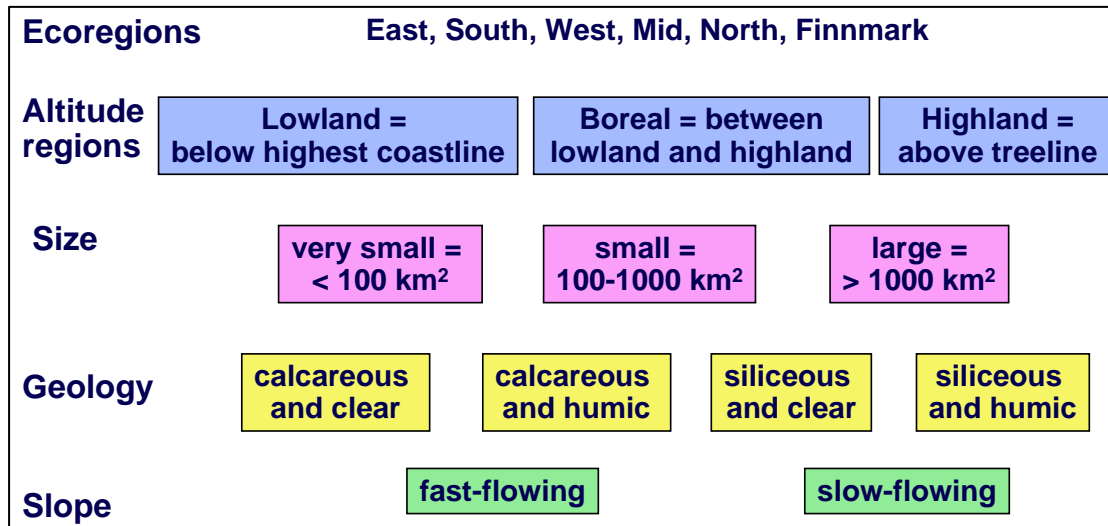 Ecoregions East, South, West, Mid, North, Finnmark
Altitude regions
Lowland =
below highest coastline
Boreal = between
lowland and highland
Highland =
above treeline
Size
very small =
< 100 km²
small =
100-1000 km²
large =
> 1000 km²
Geology
calcareous
and clear
calcareous
and humic
siliceous
and clear
siliceous
and humic
Slope
fast-flowing
slow-flowing